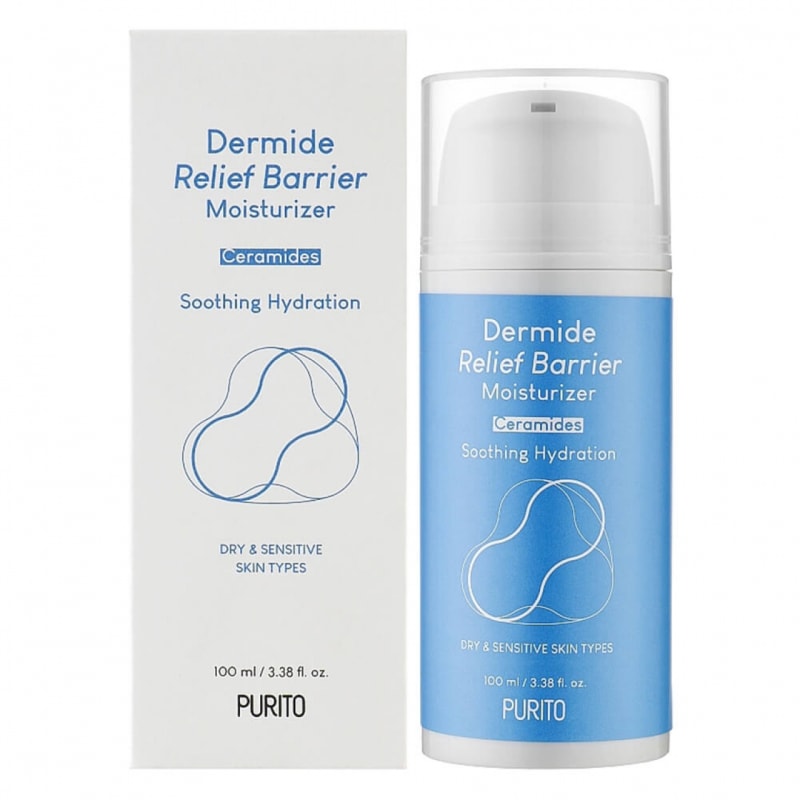 Dermide
Relief Barrier
Moisturizer
Ceramides
Soothing Hydration
DRY & SENSITIVE
SKIN TYPES
100 ml / 3.38 fl. oz.
PURITO
Dermide
Relief Barrier
Moisturizer
Ceramides
Soothing Hydration
DRY & SENSITIVE SKIN TYPES
100 ml / 3.38 fl. oz.
PURITO